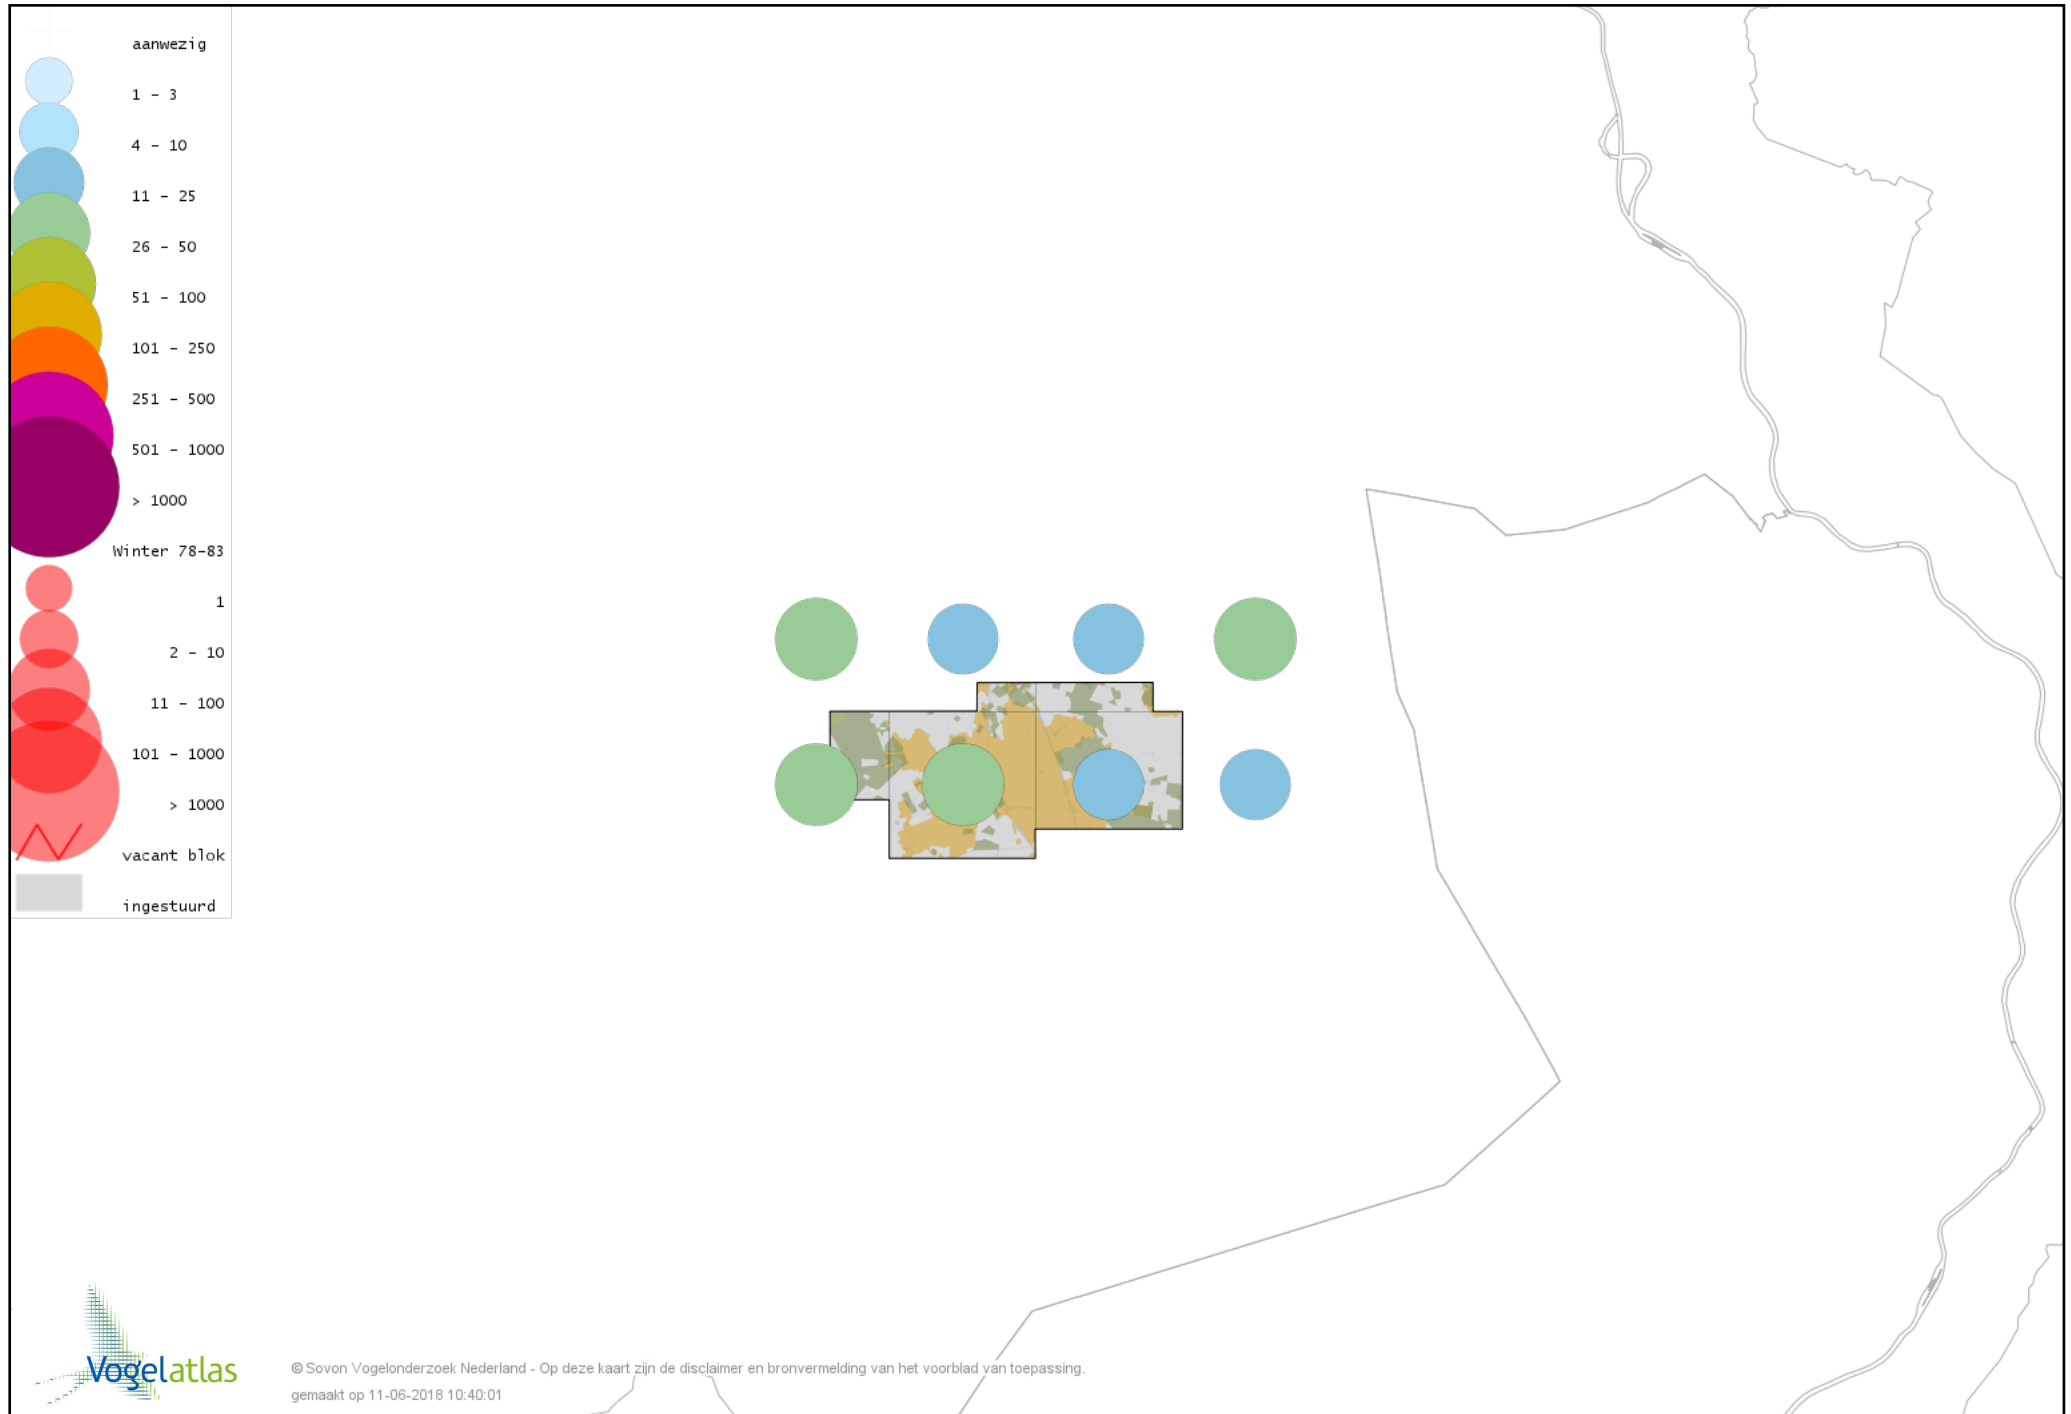 aanwezig
1 - 3
4 - 10
11 - 25
26 - 50
51 - 100
101 - 250
251 - 500
501 - 1000
> 1000
Winter 78-83
1
2 - 10
11 - 100
101 - 1000
> 1000
vacant blok
ingestuurd
Vogelatlas
© Sovon Vogelonderzoek Nederland - Op deze kaart zijn de disclaimer en bronvermelding van het voorblad van toepassing.
gemaakt op 11-06-2018 10:40:01